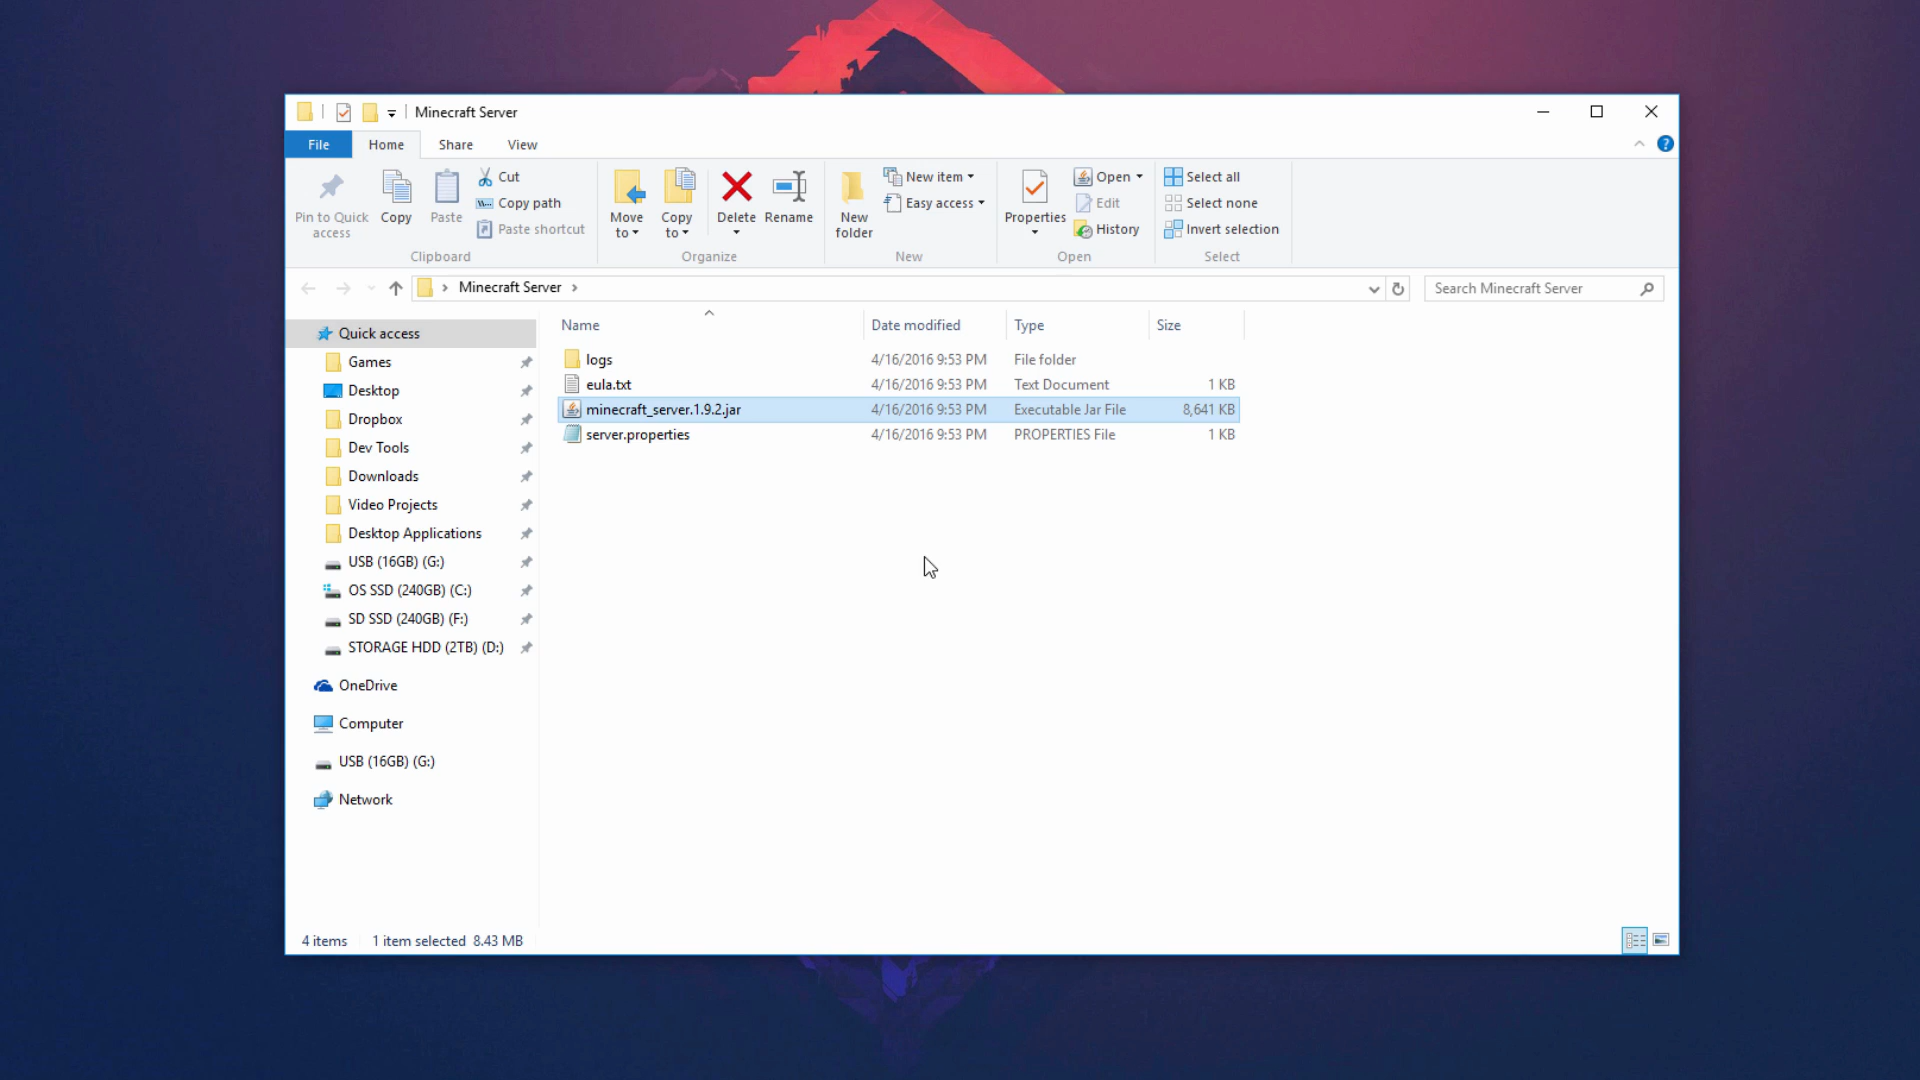 Minecraft Server
File Home Share View
Pin to Quick access
Copy
Paste
Cut
Copy path
Paste shortcut
Clipboard
Move to
Copy to
Delete
Rename
Organize
New folder
New item
Easy access
New
Properties
Open
Edit
History
Open
Select all
Select none
Invert selection
Select
Minecraft Server
Search Minecraft Server
Quick access
Games
Desktop
Dropbox
Dev Tools
Downloads
Video Projects
Desktop Applications
USB (16GB) (G:)
OS SSD (240GB) (C:)
SD SSD (240GB) (F:)
STORAGE HDD (2TB) (D:)
OneDrive
Computer
USB (16GB) (G:)
Network
Name Date modified Type Size
logs 4/16/2016 9:53 PM File folder
eula.txt 4/16/2016 9:53 PM Text Document 1 KB
minecraft_server.1.9.2.jar 4/16/2016 9:53 PM Executable Jar File 8,641 KB
server.properties 4/16/2016 9:53 PM PROPERTIES File 1 KB
4 items 1 item selected 8.43 MB